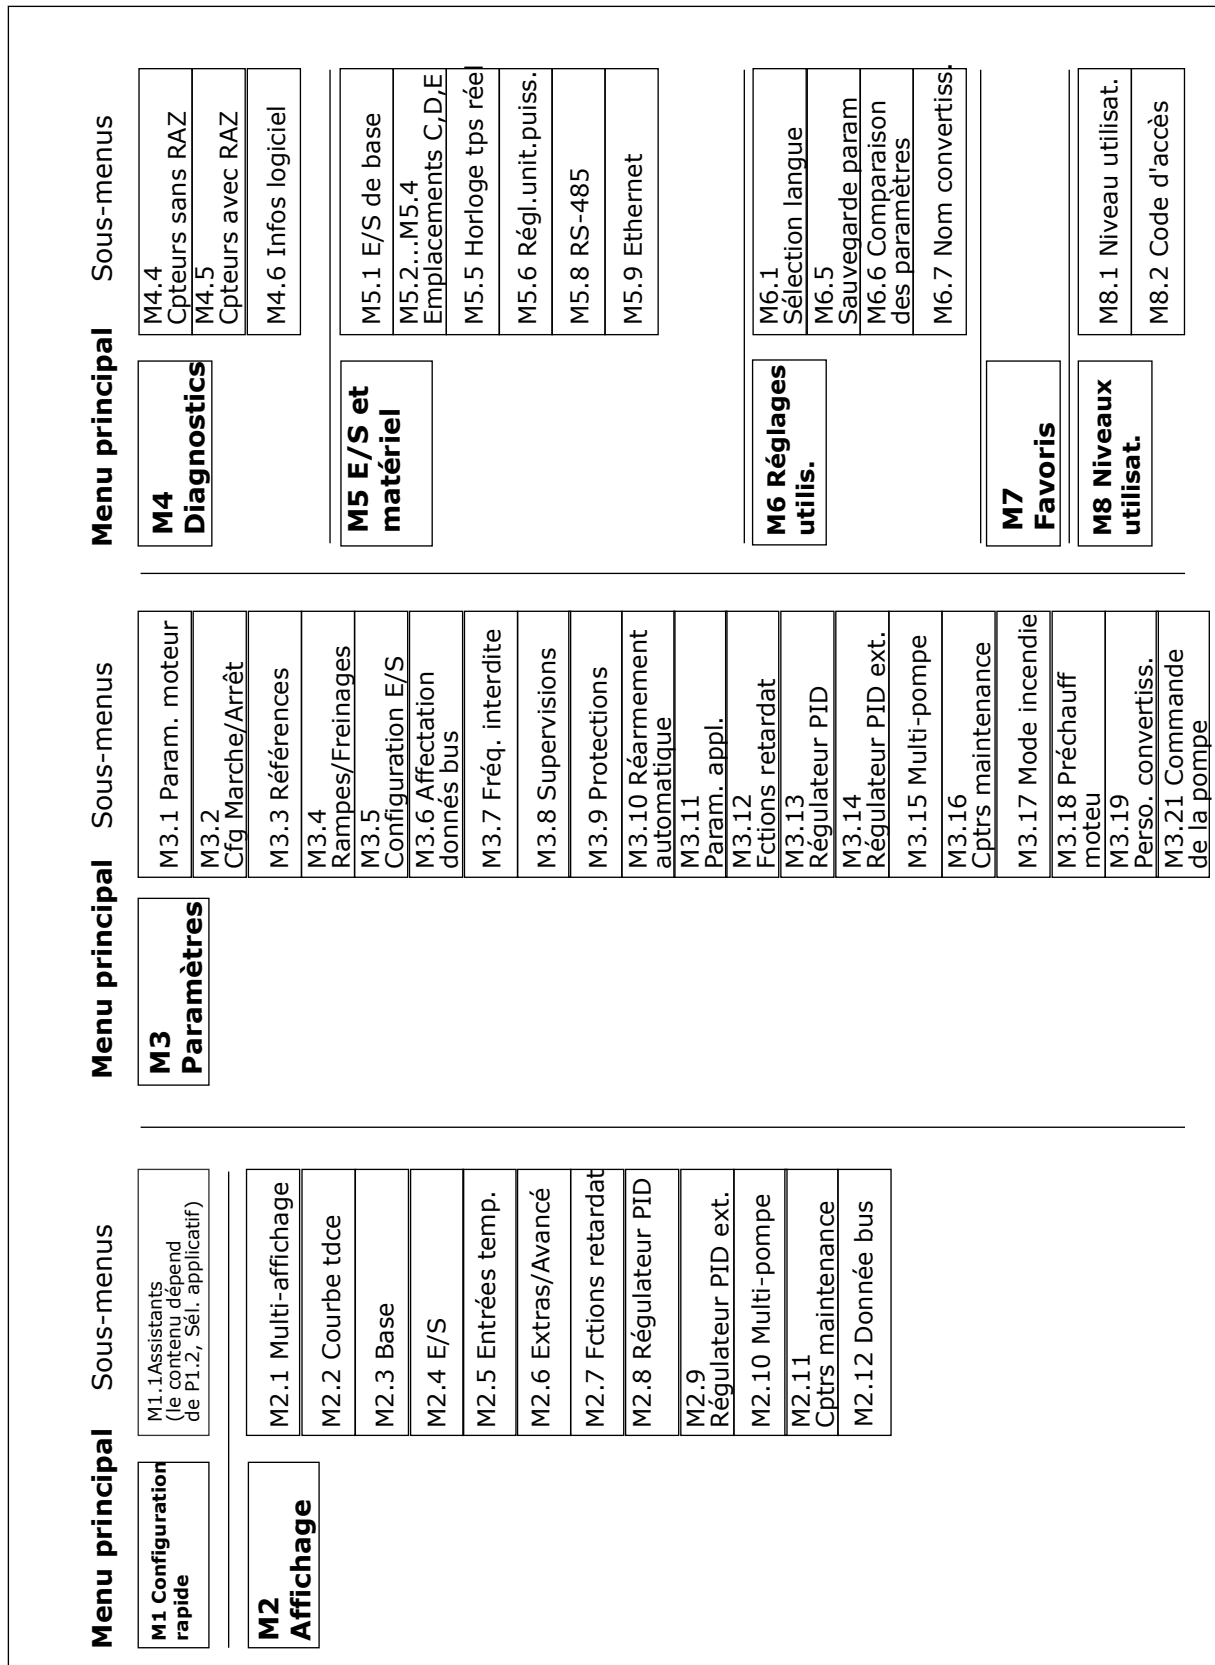 Menu principal
Sous-menus
M1 Configuration
rapide
M1.1Assistants
(le contenu dépend
de P1.2, Sél. applicatif)
M2
Affichage
M2.1 Multi-affichage
M2.2 Courbe tdce
M2.3 Base
M2.4 E/S
M2.5 Entrées temp.
M2.6 Extras/Avancé
M2.7 Fctions retardat
M2.8 Régulateur PID
M2.9
Régulateur PID ext.
M2.10 Multi-pompe
M2.11
Cptrs maintenance
M2.12 Donnée bus
Menu principal
Sous-menus
M3
Paramètres
M3.1 Param. moteur
M3.2
Cfg Marche/Arrêt
M3.3 Références
M3.4
Rampes/Freinages
M3.5
Configuration E/S
M3.6 Affectation
donnés bus
M3.7 Fréq. interdite
M3.8 Supervisions
M3.9 Protections
M3.10 Réarmement
automatique
M3.11
Param. appl.
M3.12
Fctions retardat
M3.13
Régulateur PID
M3.14
Régulateur PID ext.
M3.15 Multi-pompe
M3.16
Cptrs maintenance
M3.17 Mode incendie
M3.18 Préchauff
moteu
M3.19
Perso. convertiss.
M3.21 Commande
de la pompe
Menu principal
Sous-menus
M4
Diagnostics
M4.4
Cpteurs sans RAZ
M4.5
Cpteurs avec RAZ
M4.6 Infos logiciel
M5 E/S et
matériel
M5.1 E/S de base
M5.2...M5.4
Emplacements C,D,E
M5.5 Horloge tps réel
M5.6 Régl.unit.puiss.
M5.8 RS-485
M5.9 Ethernet
M6 Réglages
utilis.
M6.1
Sélection langue
M6.5
Sauvegarde param
M6.6 Comparaison
des paramètres
M6.7 Nom convertiss.
M7
Favoris
M8 Niveaux
utilisat.
M8.1 Niveau utilisat.
M8.2 Code d'accès